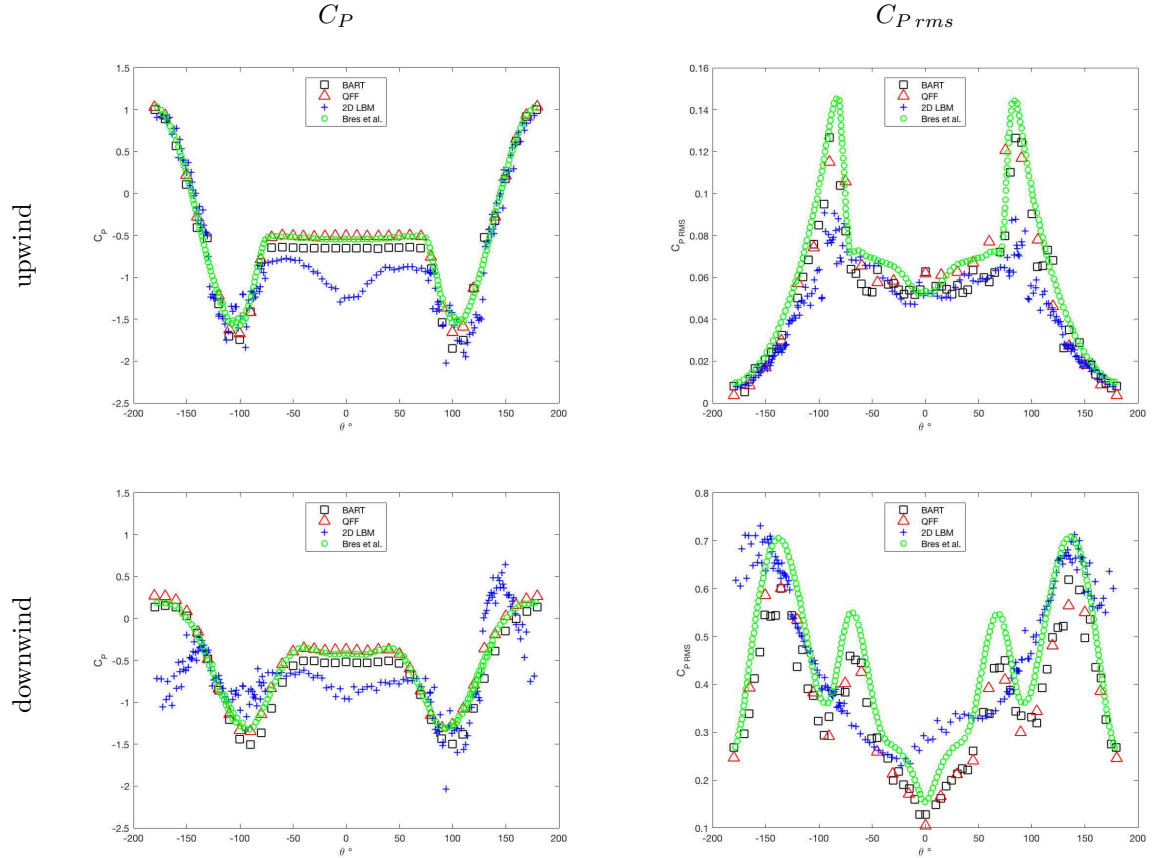 C_P
C_{P rms}
upwind
1.5
1
0.5
0
-0.5
-1
-1.5
-2
-2.5
C_P
BART
QFF
2D LBM
Bres et al.
-200
-150
-100
-50
0
50
100
150
200
θ °
0.16
0.14
0.12
0.1
0.08
0.06
0.04
0.02
0
C_{P RMS}
BART
QFF
2D LBM
Bres et al.
-200
-150
-100
-50
0
50
100
150
200
θ °
downwind
1.5
1
0.5
0
-0.5
-1
-1.5
-2
-2.5
C_P
BART
QFF
2D LBM
Bres et al.
-200
-150
-100
-50
0
50
100
150
200
θ °
0.8
0.7
0.6
0.5
0.4
0.3
0.2
0.1
C_{P RMS}
BART
QFF
2D LBM
Bres et al.
-200
-150
-100
-50
0
50
100
150
200
θ °